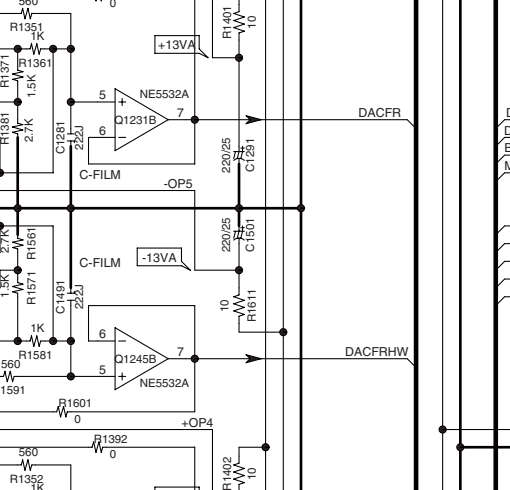 560
R1351
1K
R1361
R1371
1.5K
R1381
2.7K
C1281
222J
5
+
NE5532A
Q1231B
7
6
−
C-FILM
R1401
10
+13VA
DACFR
220/25
C1291
-OP5
2.7K
R1561
1.5K
R1571
C-FILM
C1491
222J
-13VA
220/25
C1501
10
R1611
1K
R1581
560
1591
6
−
Q1245B
7
5
+
NE5532A
DACFRHW
R1601
0
+OP4
R1392
0
560
R1352
1K
R1402
10
D
D
E
M